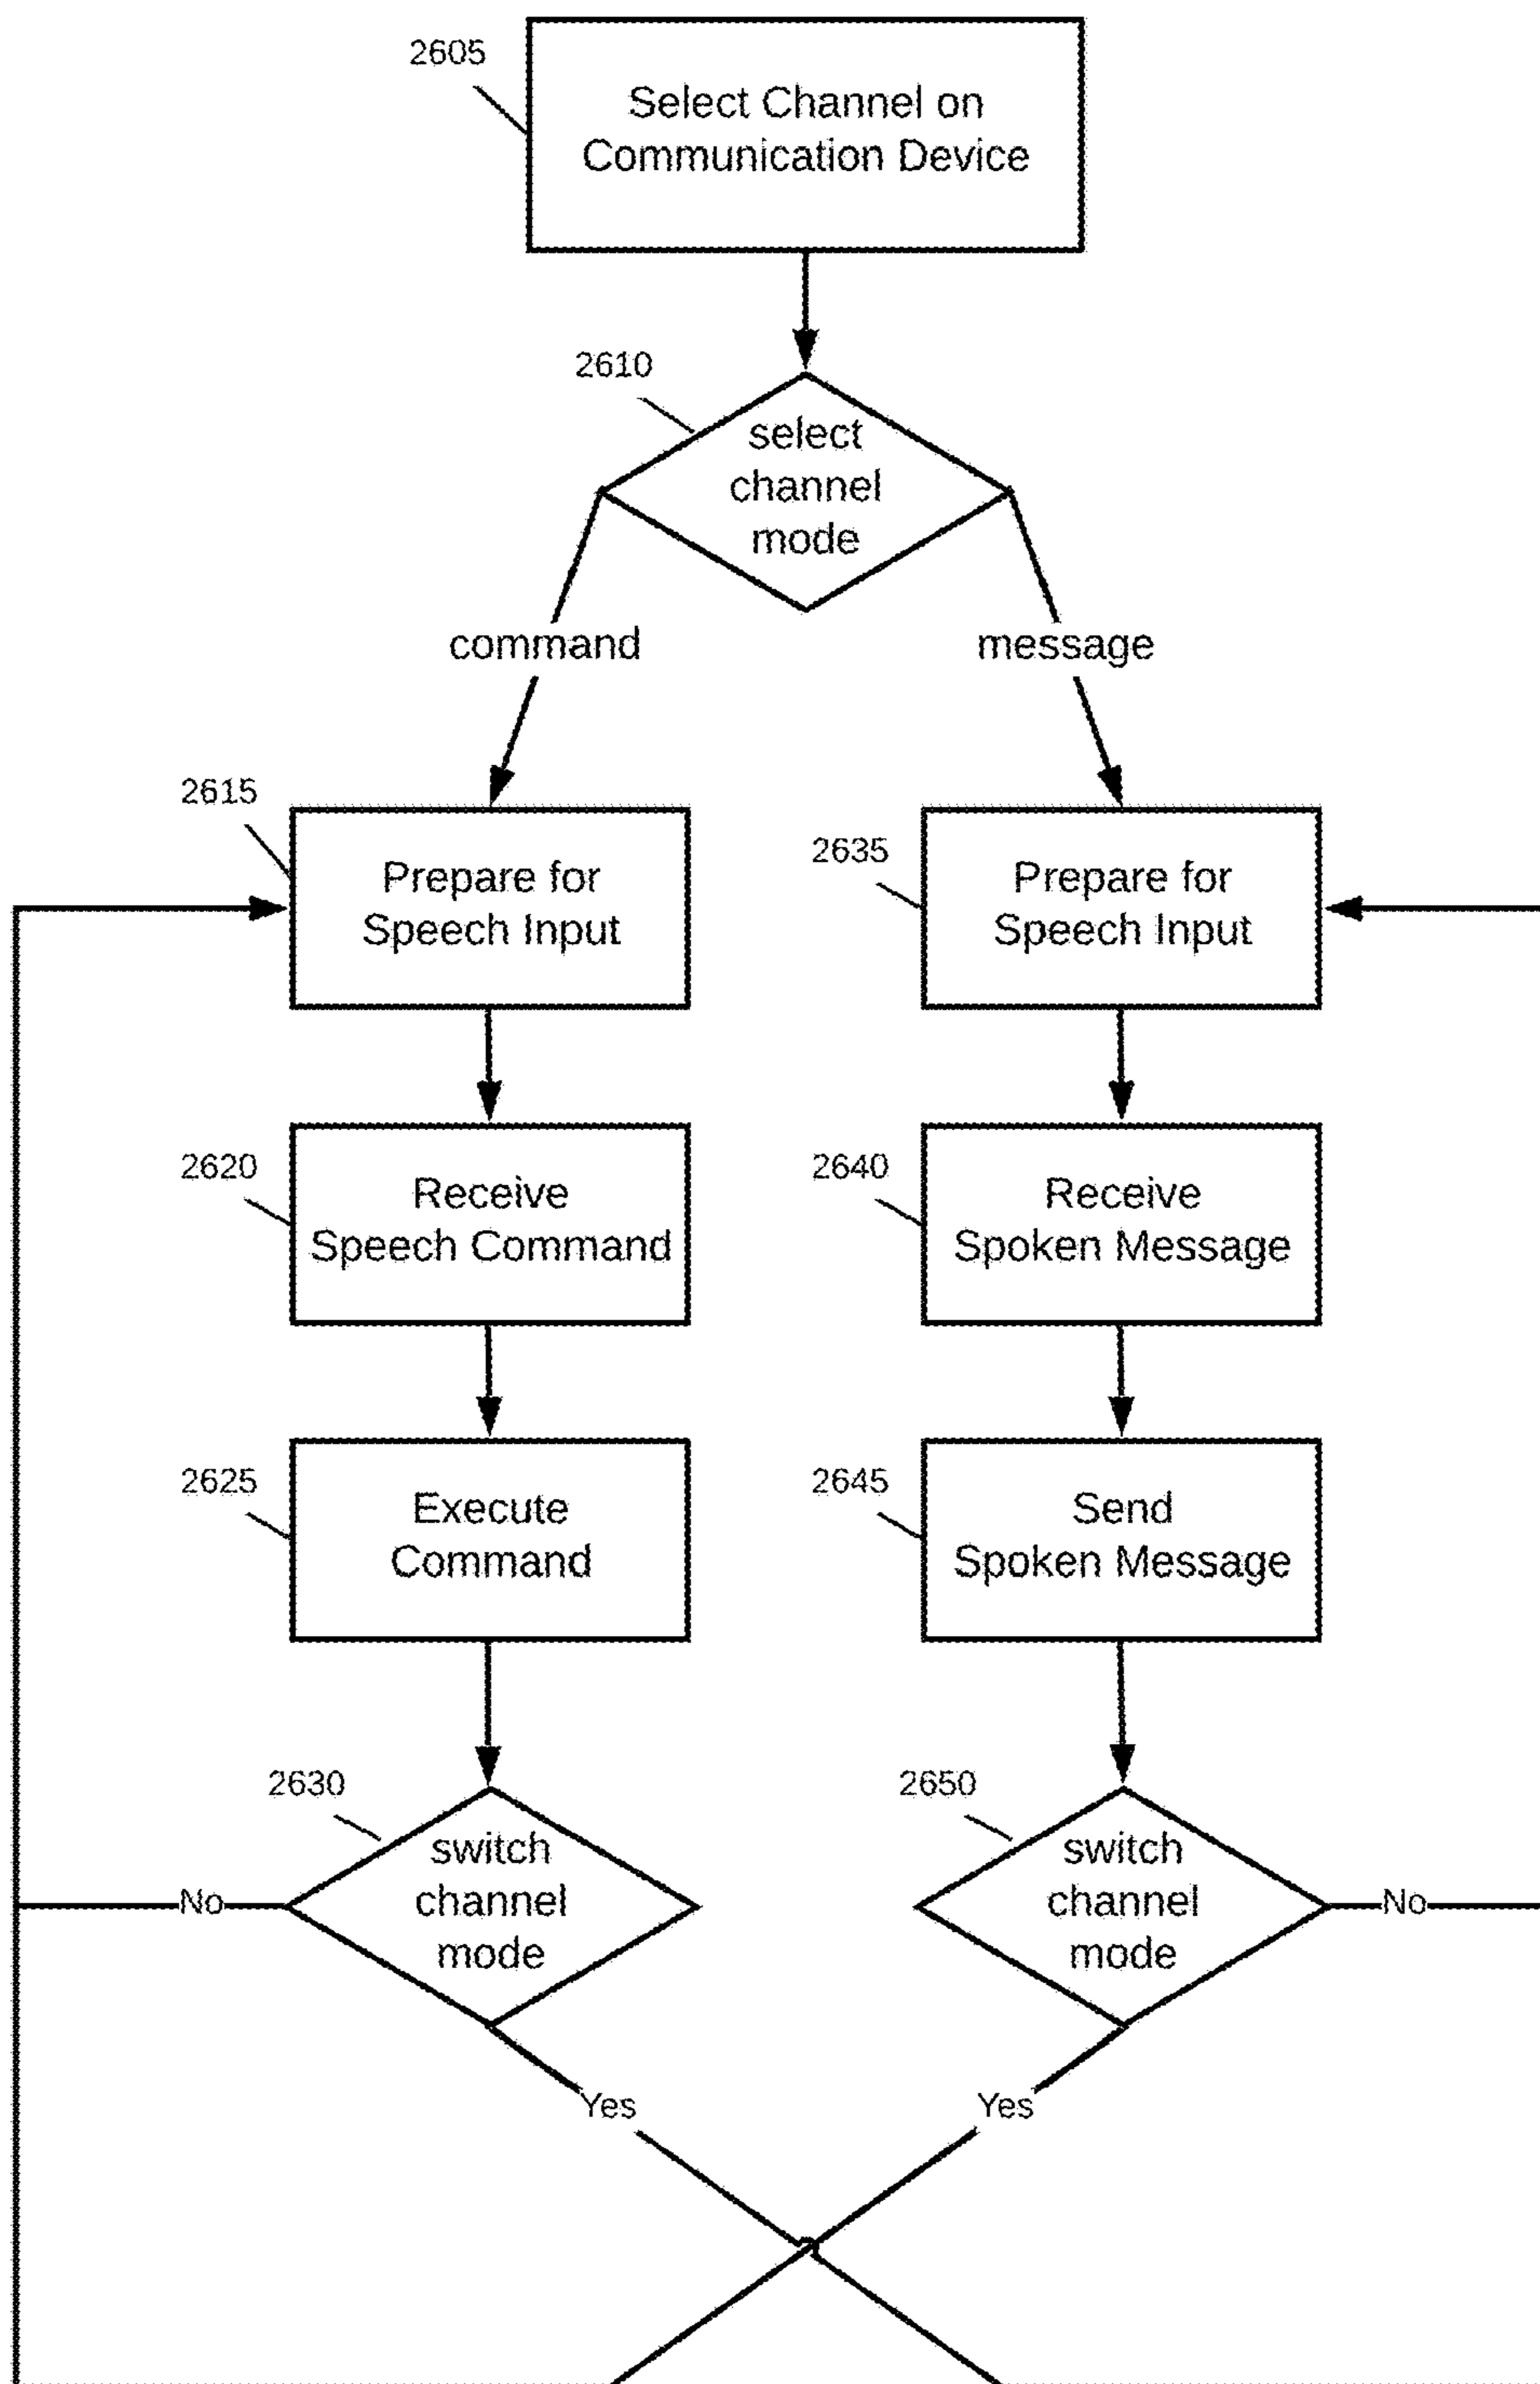 2605
Select Channel on
Communication Device
2610
select
channel
mode
command
message
2615
Prepare for
Speech Input
2635
Prepare for
Speech Input
2620
Receive
Speech Command
2640
Receive
Spoken Message
2625
Execute
Command
2645
Send
Spoken Message
2630
switch
channel
mode
No
2650
switch
channel
mode
No
Yes
Yes